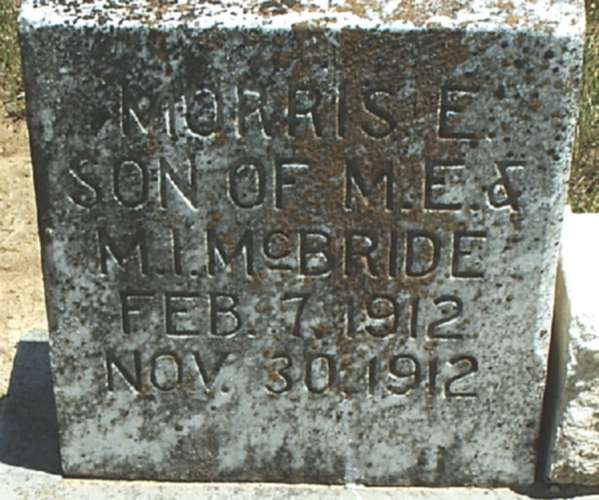 MORRIS E.
SON OF M.E. &
M.I. McBRIDE
FEB. 7, 1912
NOV. 30, 1912